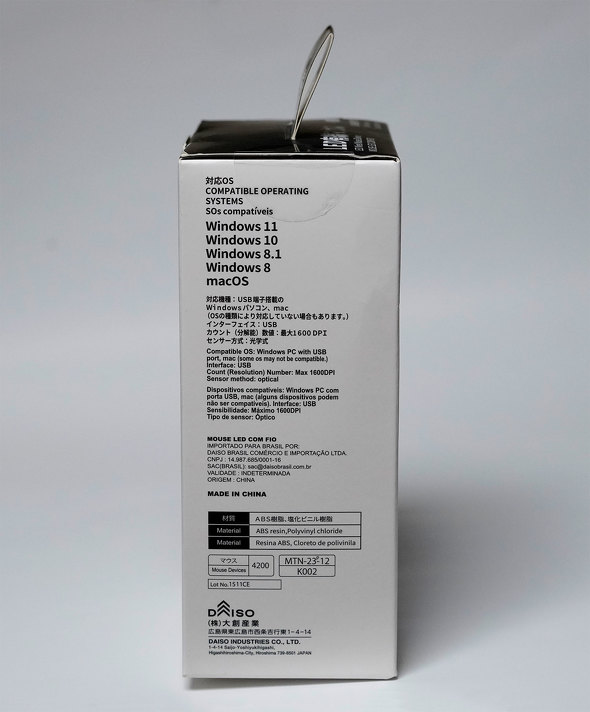 対応OS
COMPATIBLE OPERATING
SYSTEMS
SOs compatíveis
Windows 11
Windows 10
Windows 8.1
Windows 8
macOS
対応機種：USB端子搭載の
Windowsパソコン、mac
(OSの種類により対応していない場合もあります。)
インターフェイス：USB
カウント(分解能)数値：最大1600 DPI
センサー方式：光学式
Compatible OS: Windows PC with USB
port, mac (some os may not be compatible.)
Interface: USB
Count (Resolution) Number: Max 1600DPI
Sensor method: optical
Dispositivos compatíveis: Windows PC com
porta USB, mac (alguns dispositivos podem
não ser compatíveis). Interface: USB
Sensibilidade: Máximo 1600DPI
Tipo de sensor: Óptico
MOUSE LED COM FIO
IMPORTADO PARA BRASIL POR:
DAISO BRASIL COMÉRCIO E IMPORTAÇÃO LTDA.
CNPJ : 14.987.685/0001-16
SAC(BRASIL): sac@daisobrasil.com.br
VALIDADE : INDETERMINADA
ORIGEM : CHINA
MADE IN CHINA
材質 ABS樹脂、塩化ビニル樹脂
Material ABS resin,Polyvinyl chloride
Material Resina ABS, Cloreto de polivinila
マウス
Mouse Devices 4200
MTN-23-12
K002
Lot No. 1511CE
DAISO
(株)大創産業
広島県東広島市西条吉行東1-4-14
DAISO INDUSTRIES CO., LTD.
1-4-14 Saijo-Yoshiyukihigashi,
Higashihiroshima-City, Hiroshima 739-8501 JAPAN